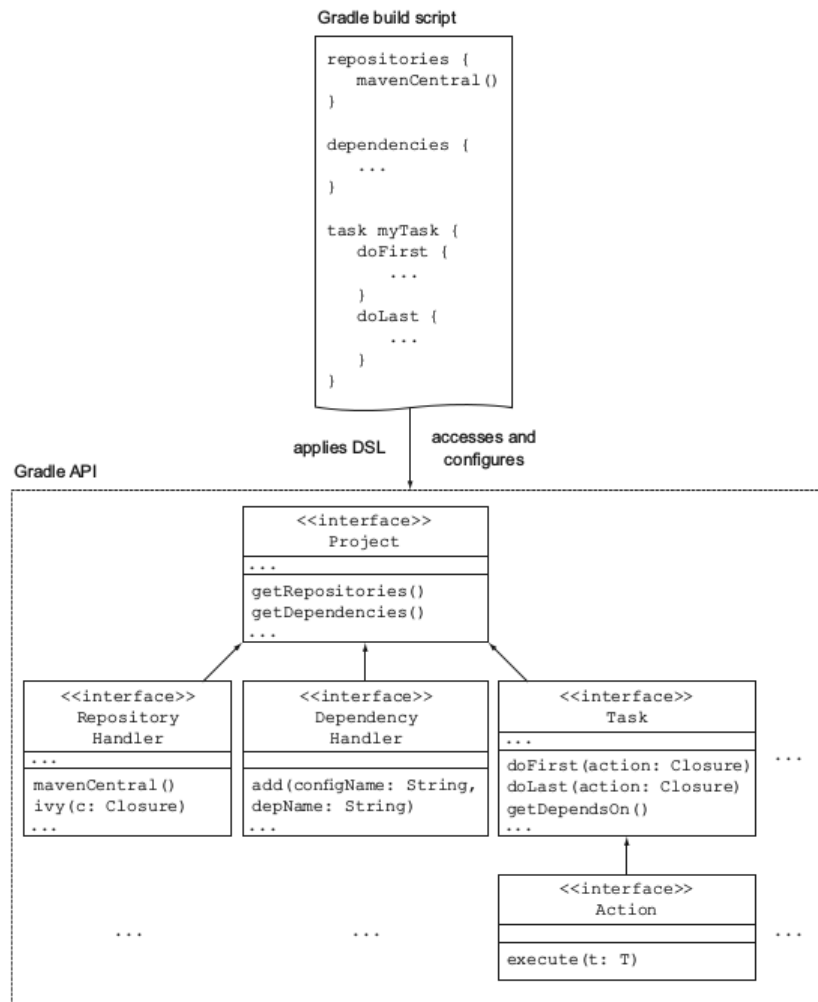 Gradle build script
repositories {
mavenCentral()
}
dependencies {
...
}
task myTask {
doFirst {
...
}
doLast {
...
}
}
applies DSL
accesses and
configures
Gradle API
<<interface>>
Project
...
getRepositories()
getDependencies()
...
<<interface>>
Repository
Handler
...
mavenCentral()
ivy(c: Closure)
...
<<interface>>
Dependency
Handler
add(configName: String,
depName: String)
...
<<interface>>
Task
...
doFirst(action: Closure)
doLast(action: Closure)
getDependsOn()
...
...
...
...
<<interface>>
Action
execute(t: T)
...